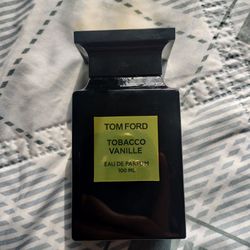 TOM FORD
TOBACCO
VANILLE
EAU DE PARFUM
100 ML